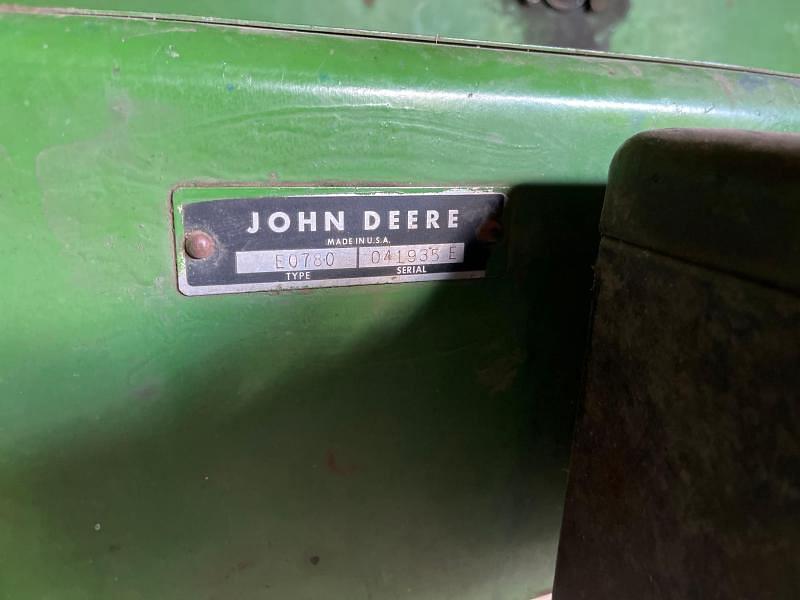 JOHN DEERE
MADE IN U.S.A.
E0780 041935 E
TYPE SERIAL